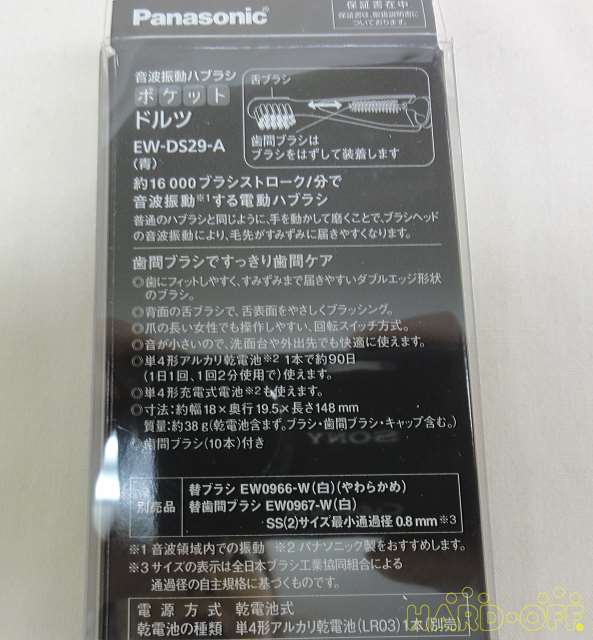 Panasonic
保証書在中
保証書は、取扱説明書に
ついております。
音波振動ハブラシ
ポケット
ドルツ
EW-DS29-A
(青)
舌ブラシ
歯間ブラシは
ブラシをはずして装着します
約16 000ブラシストローク/分で
音波振動※1する電動ハブラシ
普通のハブラシと同じように、手を動かして磨くことで、ブラシヘッド
の音波振動により、毛先がすみずみに届きやすくなります。
歯間ブラシですっきり歯間ケア
◎歯にフィットしやすく、すみずみまで届きやすいダブルエッジ形状
のブラシ。
◎背面の舌ブラシで、舌表面をやさしくブラッシング。
◎爪の長い女性でも操作しやすい、回転スイッチ方式。
◎音が小さいので、洗面台や外出先でも快適に使えます。
◎単4形アルカリ乾電池※2 1本で約90日
(1日1回、1回2分使用で)使えます。
◎単4形充電式電池※2も使えます。
◎寸法:約幅18×奥行19.5×長さ148 mm
質量:約38g(乾電池含まず。ブラシ・歯間ブラシ・キャップ含む。)
◎歯間ブラシ(10本)付き
SONY
別売品
替ブラシ EW0966-W(白)(やわらかめ)
替歯間ブラシ EW0967-W(白)
SS(2)サイズ最小通過径 0.8 mm※3
※1 音波領域内での振動 ※2 パナソニック製をおすすめします。
※3 サイズの表示は全日本ブラシ工業協同組合による
通過径の自主規格に基づくものです。
電源方式 乾電池式
乾電池の種類 単4形アルカリ乾電池(LR03)1本(別売)
HARD-OFF